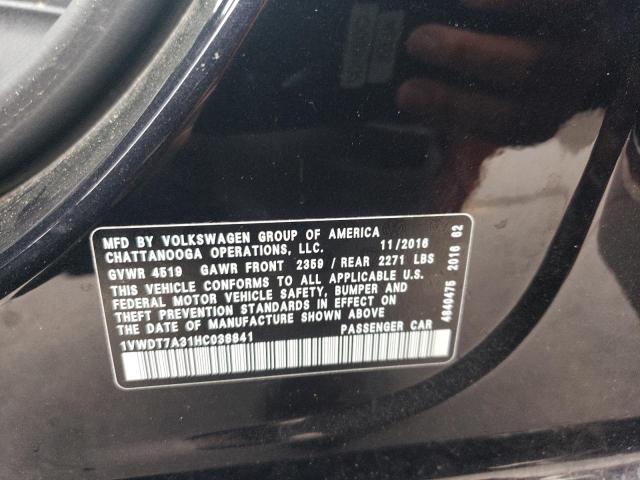 MFD BY VOLKSWAGEN GROUP OF AMERICA
CHATTANOOGA OPERATIONS, LLC. 11/2016
GVWR 4519 GAWR FRONT 2359 / REAR 2271 LBS
THIS VEHICLE CONFORMS TO ALL APPLICABLE U.S.
FEDERAL MOTOR VEHICLE SAFETY, BUMPER AND
THEFT PREVENTION STANDARDS IN EFFECT ON
THE DATE OF MANUFACTURE SHOWN ABOVE
1VWDT7A31HC038841 PASSENGER CAR
4640475 2016 62